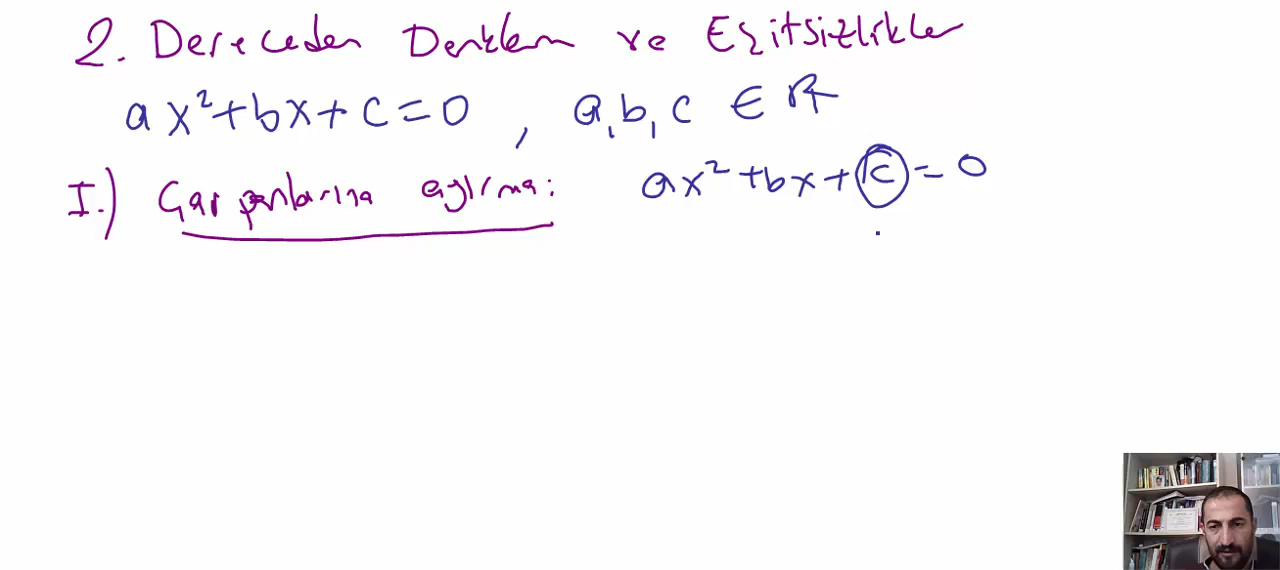 2. Dereceden Denklem ve Eşitsizlikler
ax²+bx+c=0 , a,b,c ∈ R
I.) Çarpanlarına ayırma: ax²+bx+c=0